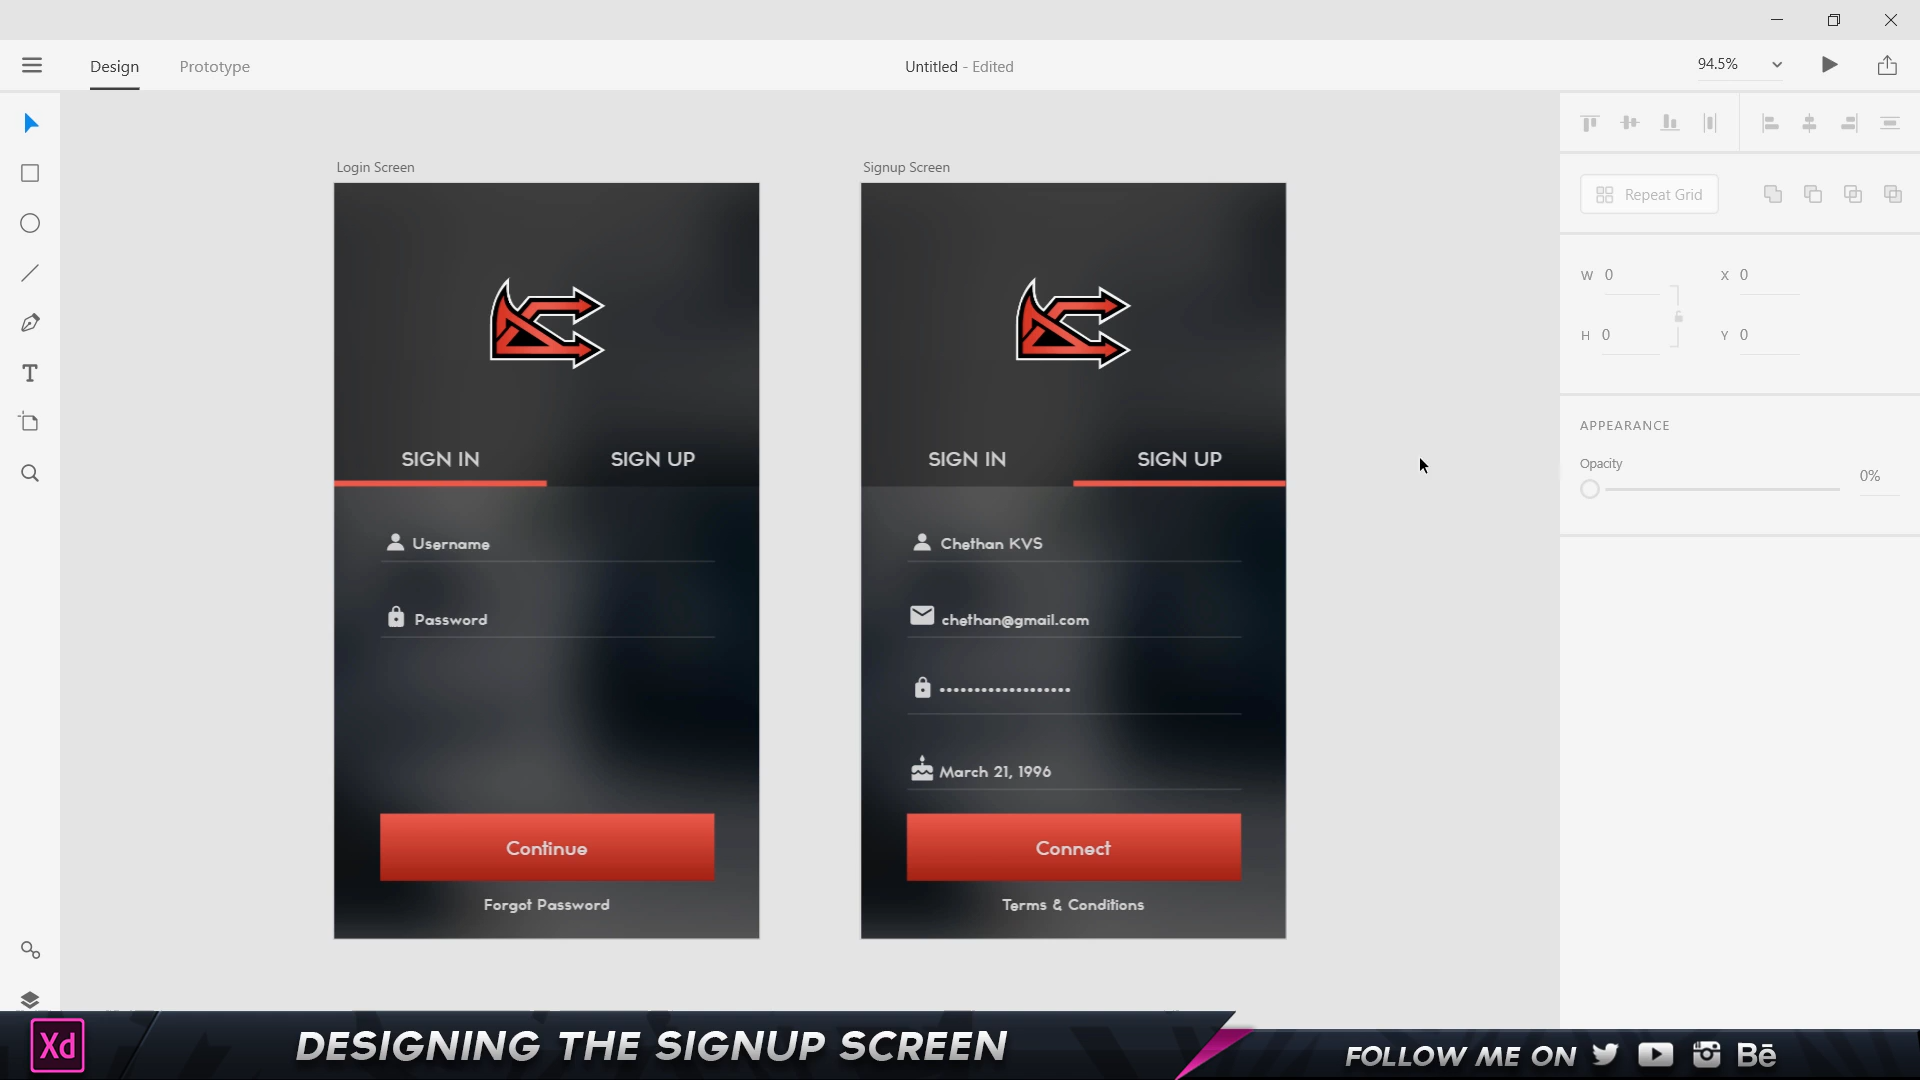 Design
Prototype
Untitled - Edited
94.5%
Login Screen
SIGN IN
SIGN UP
Username
Password
Continue
Forgot Password
Signup Screen
SIGN IN
SIGN UP
Chethan KVS
chethan@gmail.com
•••••••••••••••••••
March 21, 1996
Connect
Terms & Conditions
Repeat Grid
W 0
X 0
H 0
Y 0
APPEARANCE
Opacity
0%
Xd
DESIGNING THE SIGNUP SCREEN
FOLLOW ME ON
Bē